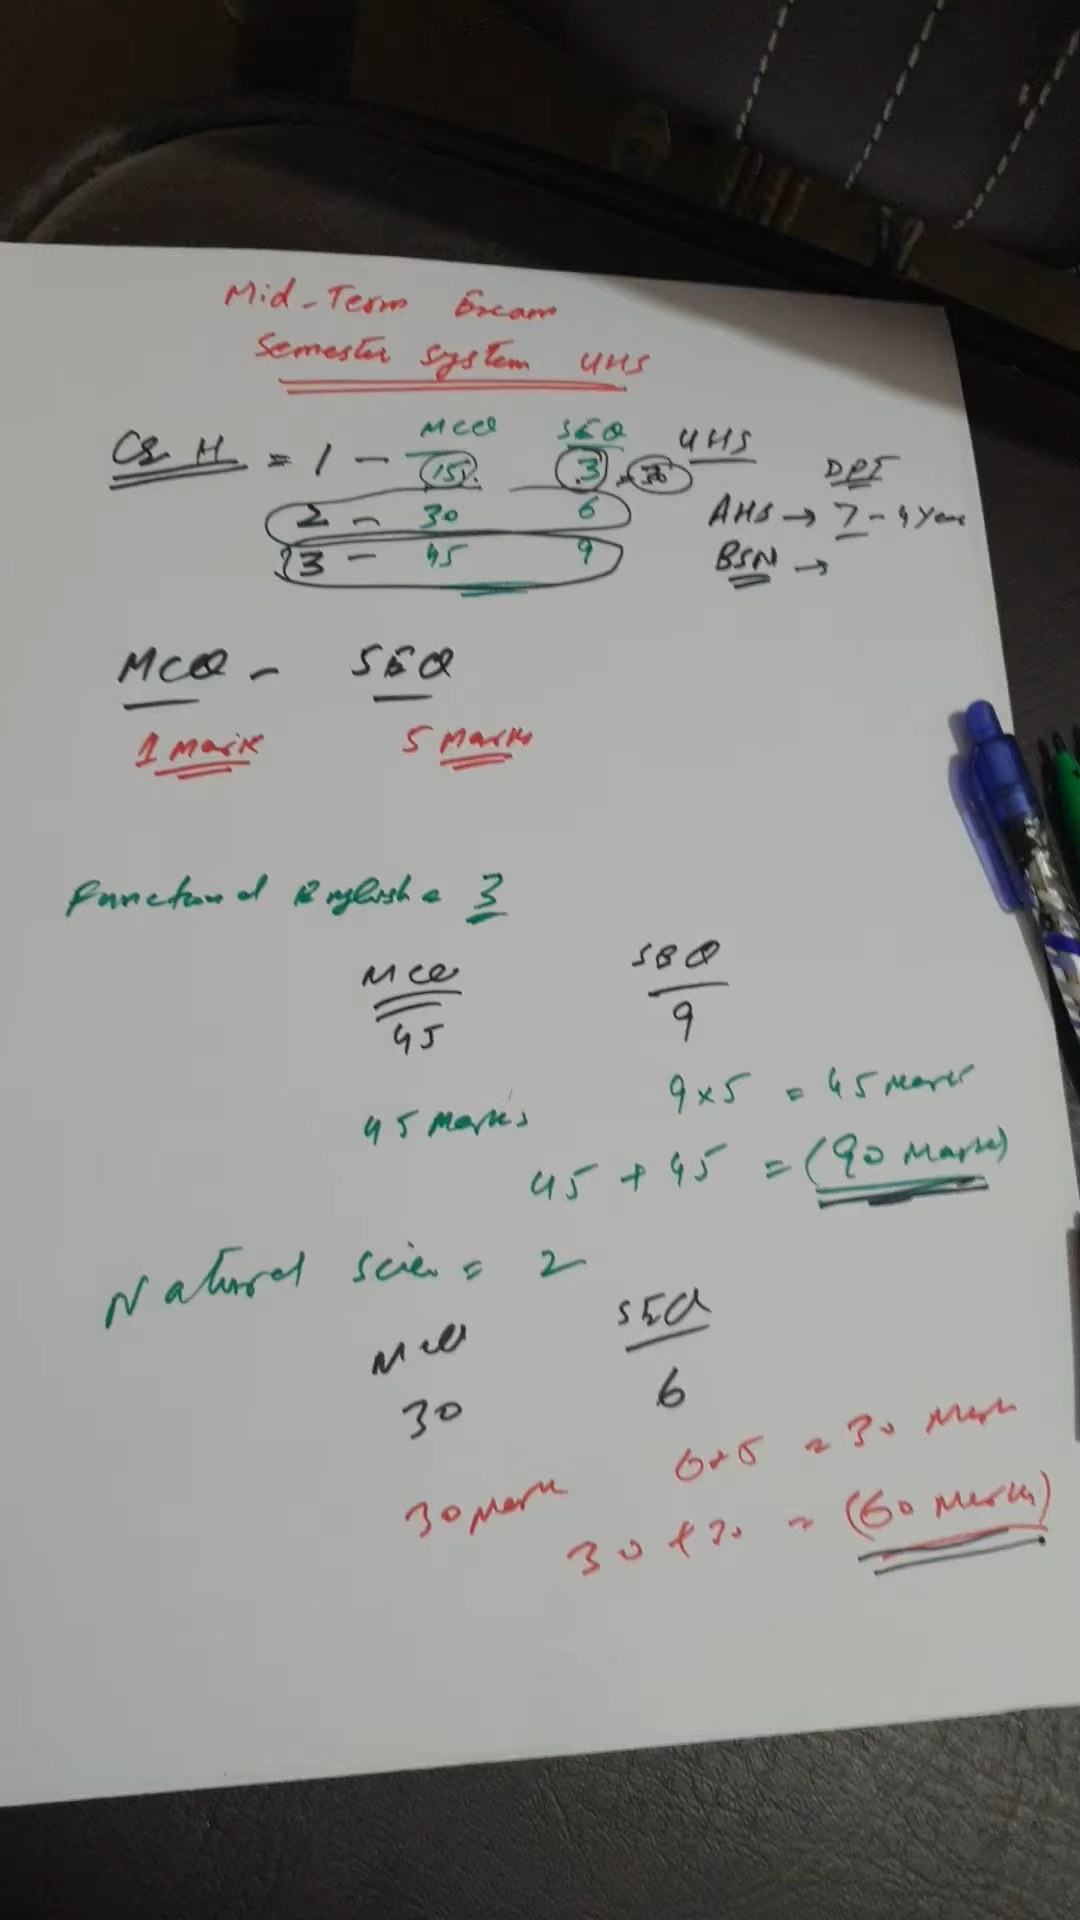 Mid-Term Exam
Semester system UHS
MCQ SEQ UHS
Cr H = 1 - 15 3
DPT
2 - 30 6
AHS → 7 - 4 Year
3 - 45 9
BSN →
MCQ - SEQ
1 Mark 5 Marks
Functional English = 3
MCQ SEQ
45 9
45 Marks 9x5 = 45 Marks
45 + 45 = (90 Marks)
Natural Scien = 2
MCQ SEQ
30 6
30 Mark 6x5 = 30 Mark
30 + 30 = (60 Marks)